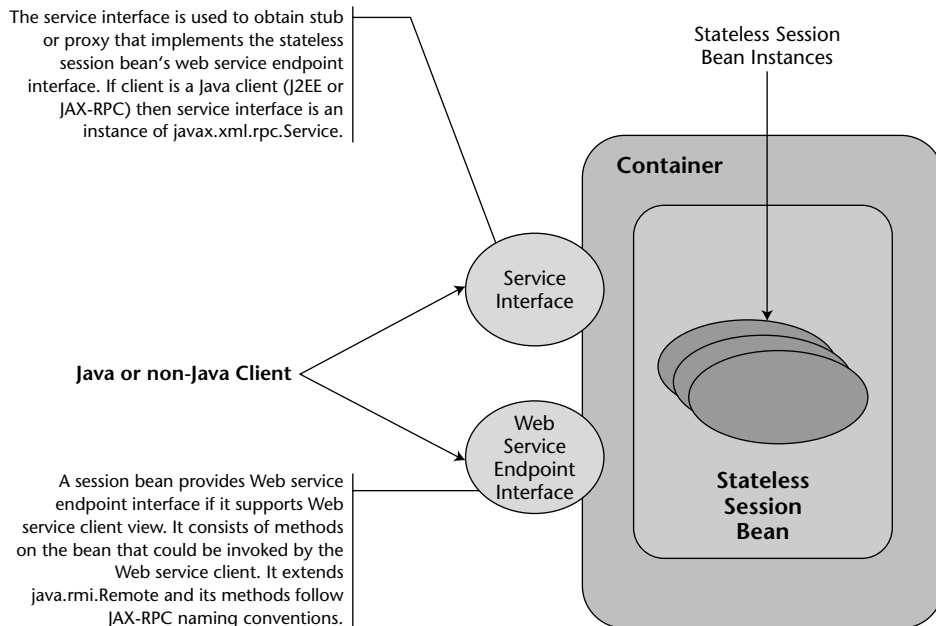 The service interface is used to obtain stub
or proxy that implements the stateless
session bean‘s web service endpoint
interface. If client is a Java client (J2EE or
JAX-RPC) then service interface is an
instance of javax.xml.rpc.Service.
Stateless Session
Bean Instances
Container
Service
Interface
Java or non-Java Client
Web
Service
Endpoint
Interface
Stateless
Session
Bean
A session bean provides Web service
endpoint interface if it supports Web
service client view. It consists of methods
on the bean that could be invoked by the
Web service client. It extends
java.rmi.Remote and its methods follow
JAX-RPC naming conventions.